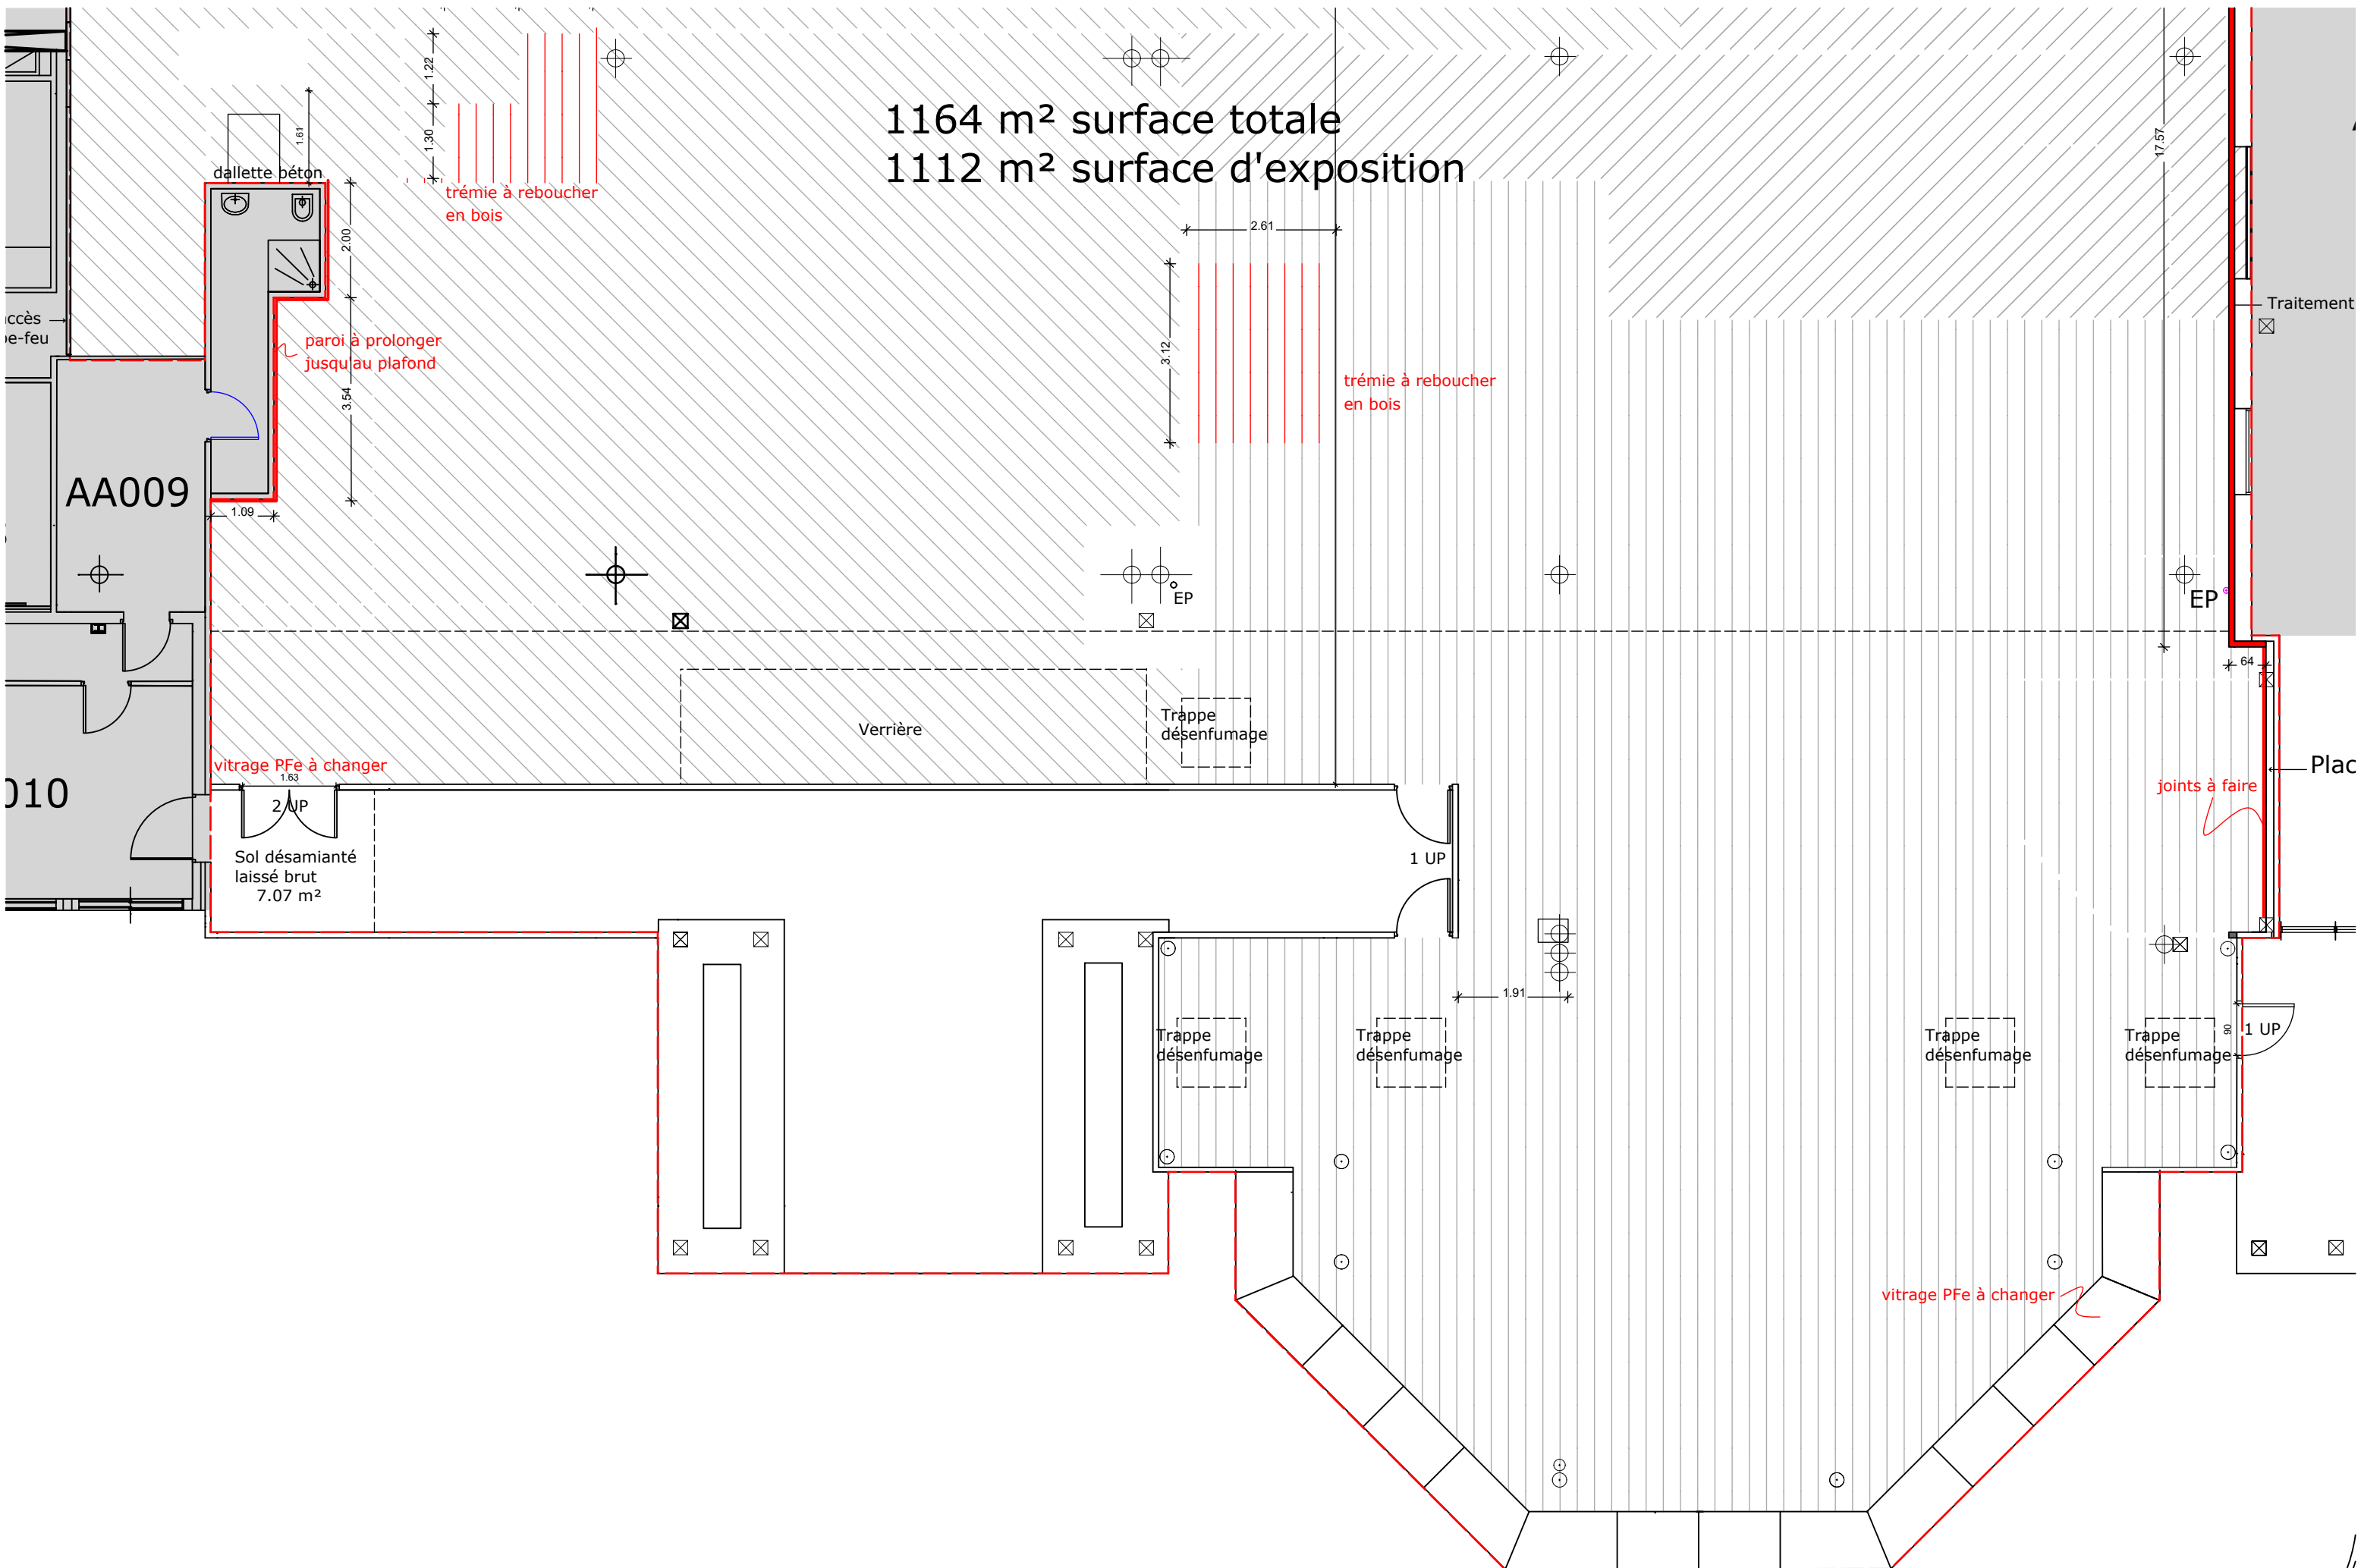 1.22
1.30
1.61
1164 m² surface totale
1112 m² surface d'exposition
17.57
dallette béton
trémie à reboucher
en bois
2.00
2.61
Traitement
paroi à prolonger
jusqu'au plafond
3.12
trémie à reboucher
en bois
3.54
AA009
1.09
EP
EP
64
Trappe
désenfumage
Verrière
vitrage PFe à changer
1.63
2 UP
010
Plac
joints à faire
Sol désamianté
laissé brut
7.07 m²
1 UP
1.91
Trappe
désenfumage
Trappe
désenfumage
Trappe
désenfumage
Trappe
désenfumage
90
1 UP
vitrage PFe à changer